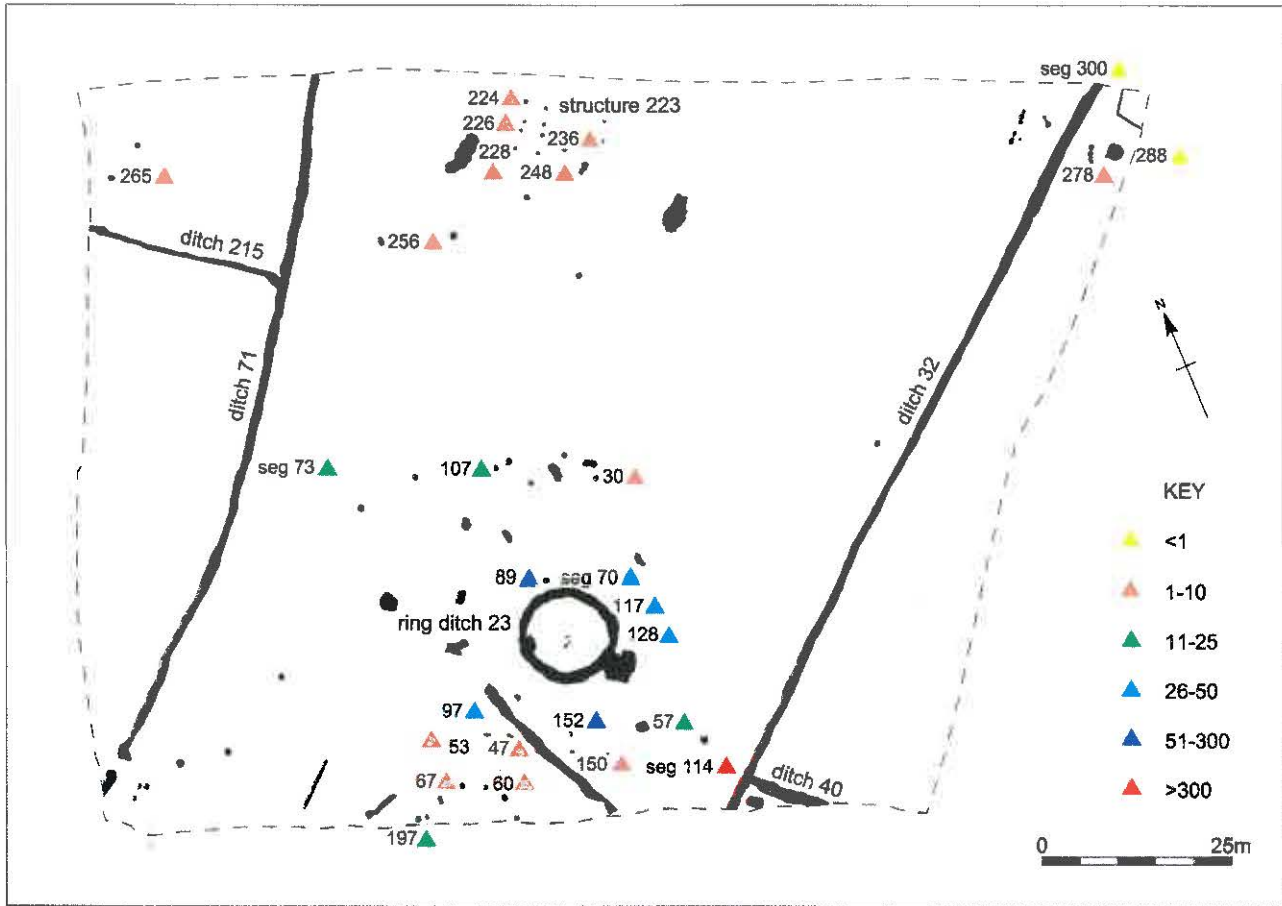 seg 300
224
structure 223
226
236
228
288
265
248
278
ditch 215
256
N
ditch 71
ditch 32
seg 73
107
30
KEY
<1
89
seg 70
1-10
117
ring ditch 23
128
11-25
26-50
97
152
57
53
47
51-300
150
seg 114
ditch 40
67
60
>300
197
0
25m